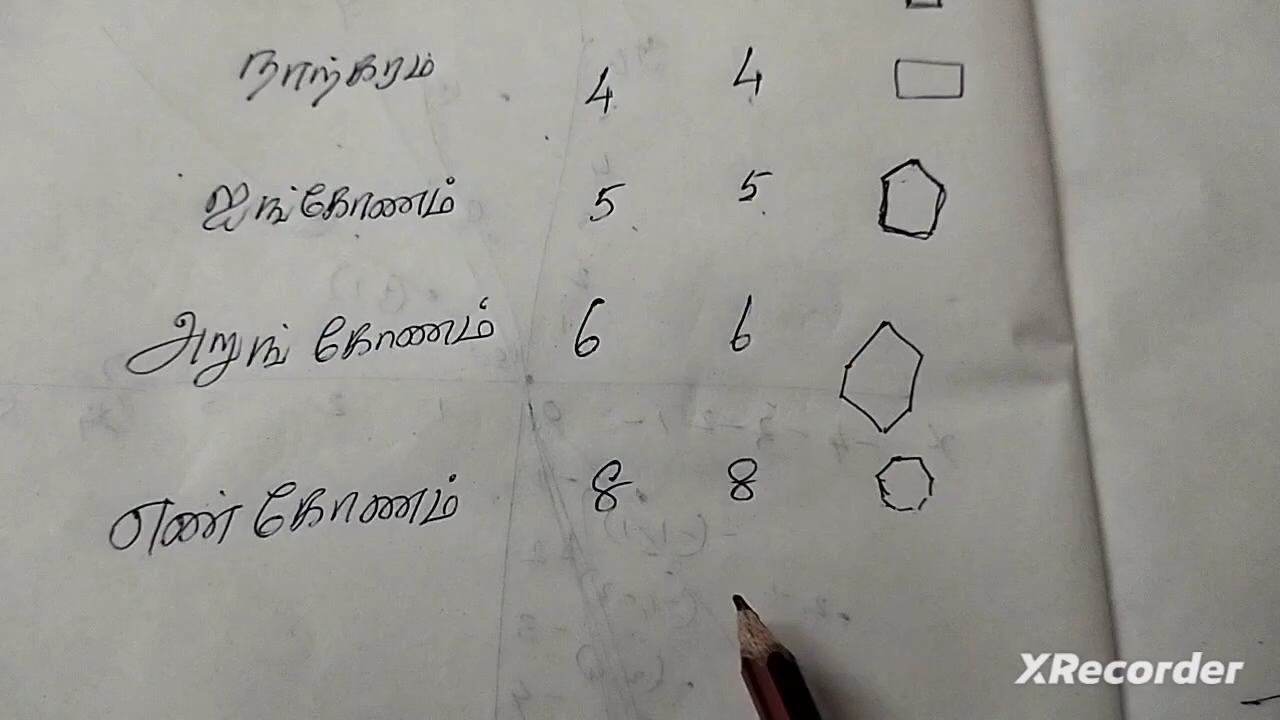 நாற்கரம் 4 4
ஐங்கோணம் 5 5
அறுங் கோணம் 6 6
எண் கோணம் 8 8
XRecorder